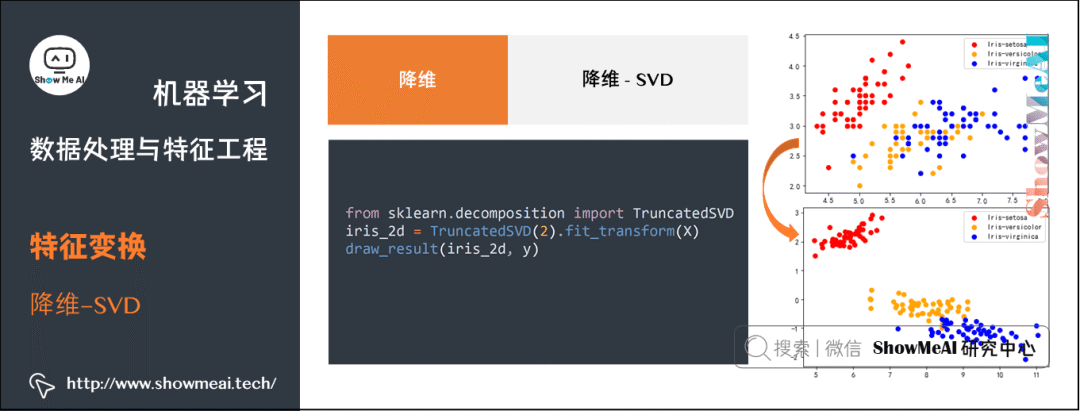 Show Me AI
机器学习
数据处理与特征工程
特征变换
降维-SVD
http://www.showmeai.tech/
降维
降维 - SVD
from sklearn.decomposition import TruncatedSVD
iris_2d = TruncatedSVD(2).fit_transform(X)
draw_result(iris_2d, y)
4.5
4.0
3.5
3.0
2.5
2.0
4.5 5.0 5.5 6.0 6.5 7.0 7.5
Iris-setosa
Iris-versicolor
Iris-virginica
ShowMeAI
3
2
1
0
-1
-2
5 6 7 8 9 10 11
Iris-setosa
Iris-versicolor
Iris-virginica
搜索 | 微信 ShowMeAI 研究中心